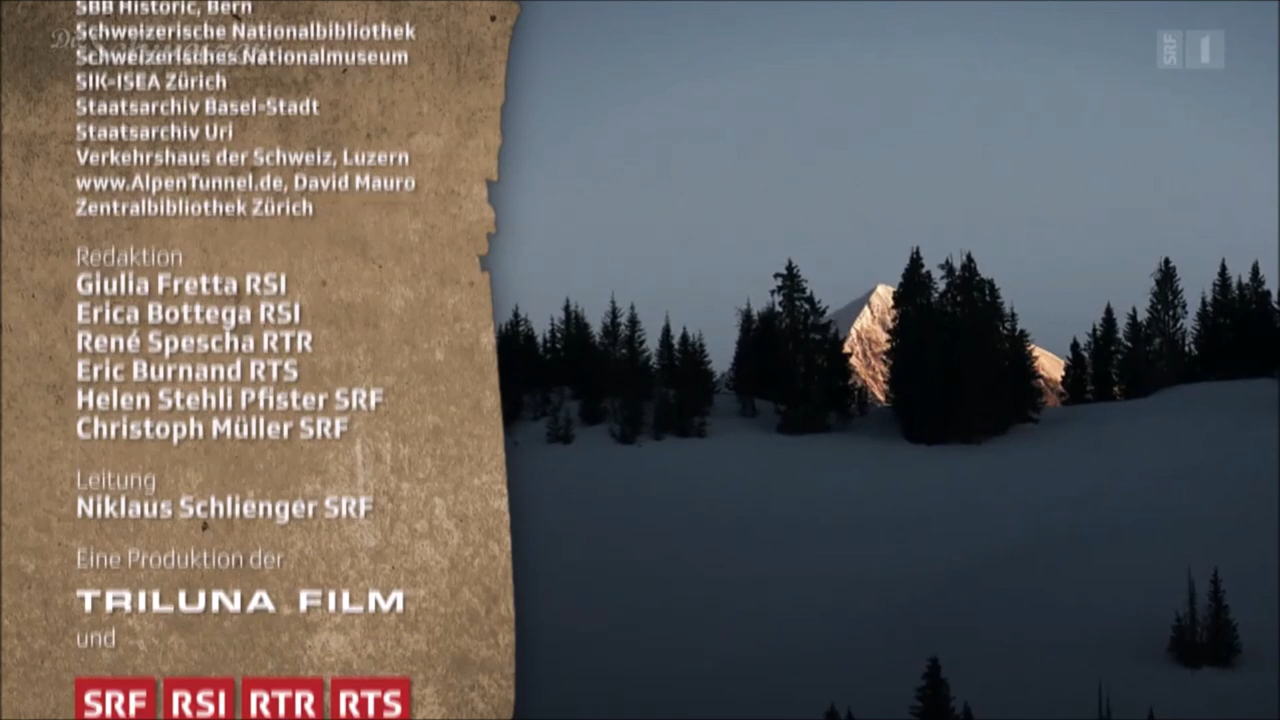 SBB Historic, Bern
Schweizerische Nationalbibliothek
Schweizerisches Nationalmuseum
SIK-ISEA Zürich
Staatsarchiv Basel-Stadt
Staatsarchiv Uri
Verkehrshaus der Schweiz, Luzern
www.AlpenTunnel.de, David Mauro
Zentralbibliothek Zürich
Redaktion
Giulia Fretta RSI
Erica Bottega RSI
René Spescha RTR
Eric Burnand RTS
Helen Stehli Pfister SRF
Christoph Müller SRF
Leitung
Niklaus Schlienger SRF
Eine Produktion der
TRILUNA FILM
und
SRF RSI RTR RTS
SRF 1